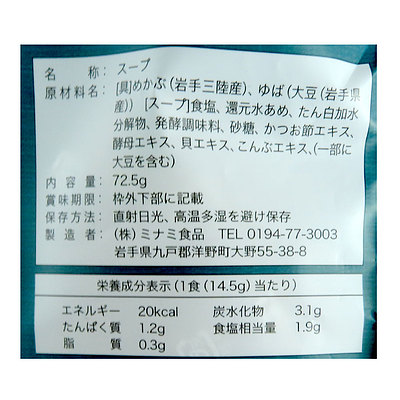 名　　称：スープ
原材料名：[具]めかぶ（岩手三陸産）、ゆば（大豆（岩手県
産）） [スープ]食塩、還元水あめ、たん白加水
分解物、発酵調味料、砂糖、かつお節エキス、
酵母エキス、貝エキス、こんぶエキス、（一部に
大豆を含む）
内 容 量：72.5g
賞味期限：枠外下部に記載
保存方法：直射日光、高温多湿を避け保存
製 造 者：（株）ミナミ食品　TEL 0194-77-3003
岩手県九戸郡洋野町大野55-38-8
栄養成分表示（1食（14.5g）当たり）
エネルギー　20kcal　炭水化物　3.1g
たんぱく質　1.2g　食塩相当量　1.9g
脂　　質　0.3g